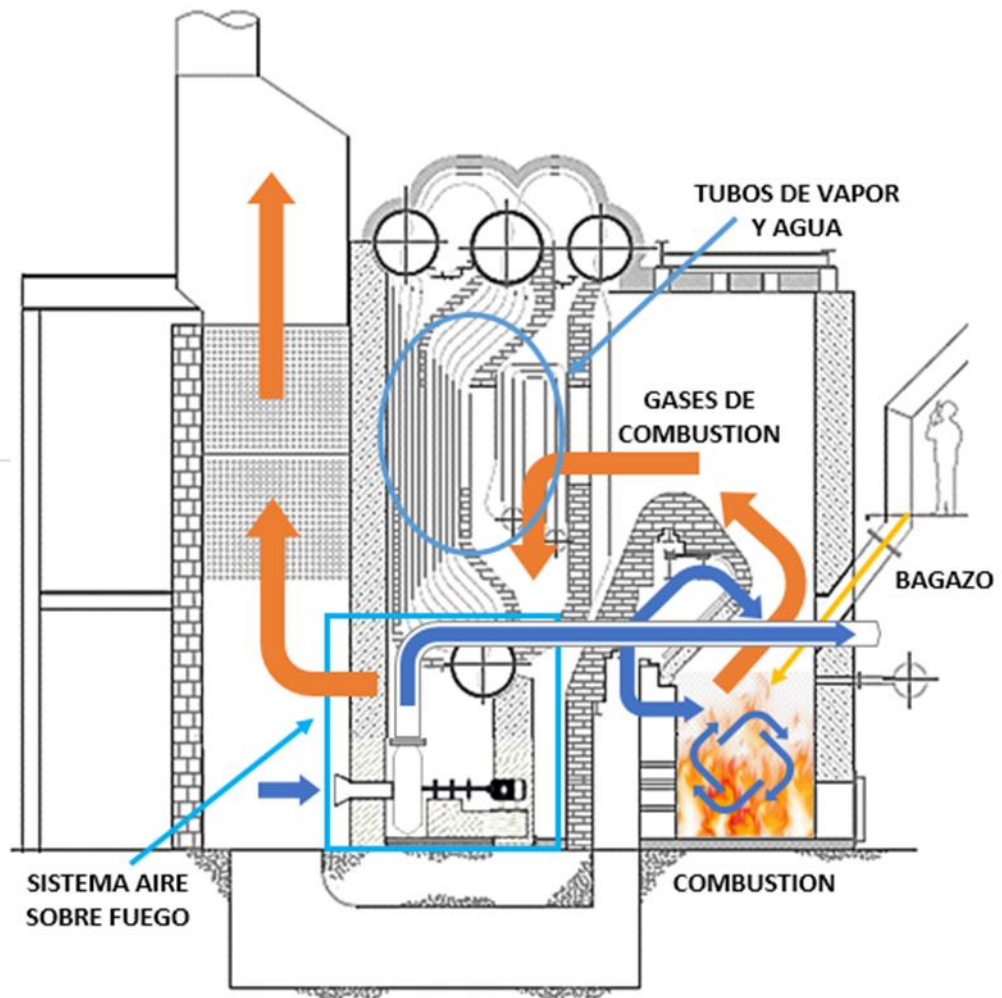 TUBOS DE VAPOR
Y AGUA
GASES DE
COMBUSTION
BAGAZO
SISTEMA AIRE
SOBRE FUEGO
COMBUSTION